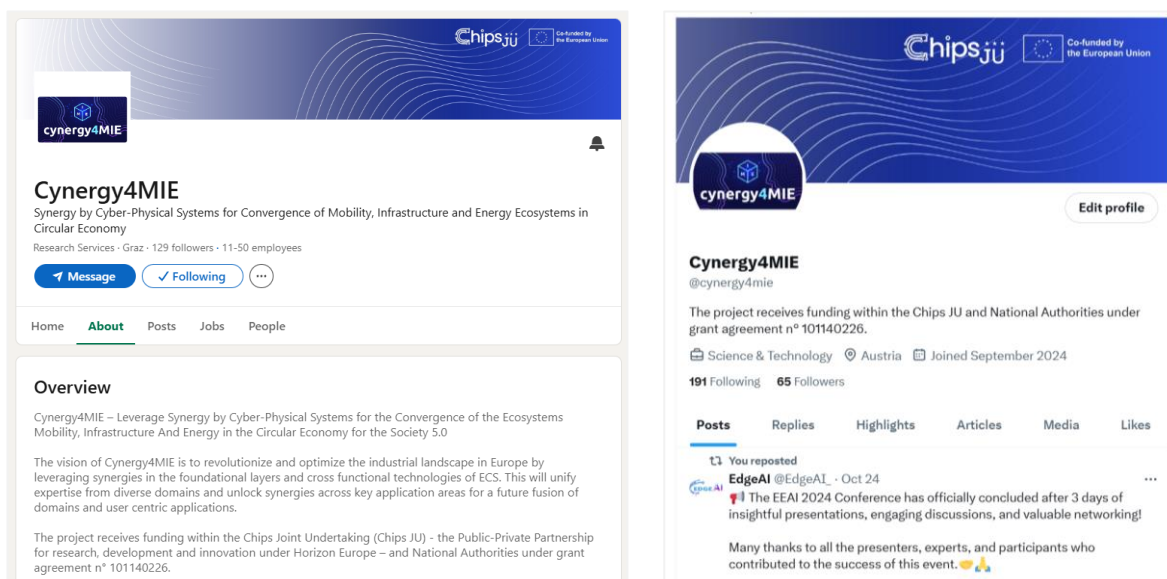 Chips JU
Co-funded by
the European Union
cynergy4MIE
Cynergy4MIE
Synergy by Cyber-Physical Systems for Convergence of Mobility, Infrastructure and Energy Ecosystems in
Circular Economy
Research Services · Graz · 129 followers · 11-50 employees
Message
✓ Following
...
Home About Posts Jobs People
Overview
Cynergy4MIE – Leverage Synergy by Cyber-Physical Systems for the Convergence of the Ecosystems
Mobility, Infrastructure And Energy in the Circular Economy for the Society 5.0
The vision of Cynergy4MIE is to revolutionize and optimize the industrial landscape in Europe by
leveraging synergies in the foundational layers and cross functional technologies of ECS. This will unify
expertise from diverse domains and unlock synergies across key application areas for a future fusion of
domains and user centric applications.
The project receives funding within the Chips Joint Undertaking (Chips JU) - the Public-Private Partnership
for research, development and innovation under Horizon Europe – and National Authorities under grant
agreement n° 101140226.
Chips JU
Co-funded by
the European Union
cynergy4MIE
Edit profile
Cynergy4MIE
@cynergy4mie
The project receives funding within the Chips JU and National Authorities under
grant agreement nº 101140226.
Science & Technology Austria Joined September 2024
191 Following 65 Followers
Posts Replies Highlights Articles Media Likes
You reposted
EDGE AI
EdgeAI @EdgeAI_ · Oct 24
...
📢 The EEAI 2024 Conference has officially concluded after 3 days of
insightful presentations, engaging discussions, and valuable networking!
Many thanks to all the presenters, experts, and participants who
contributed to the success of this event.🤝🙏